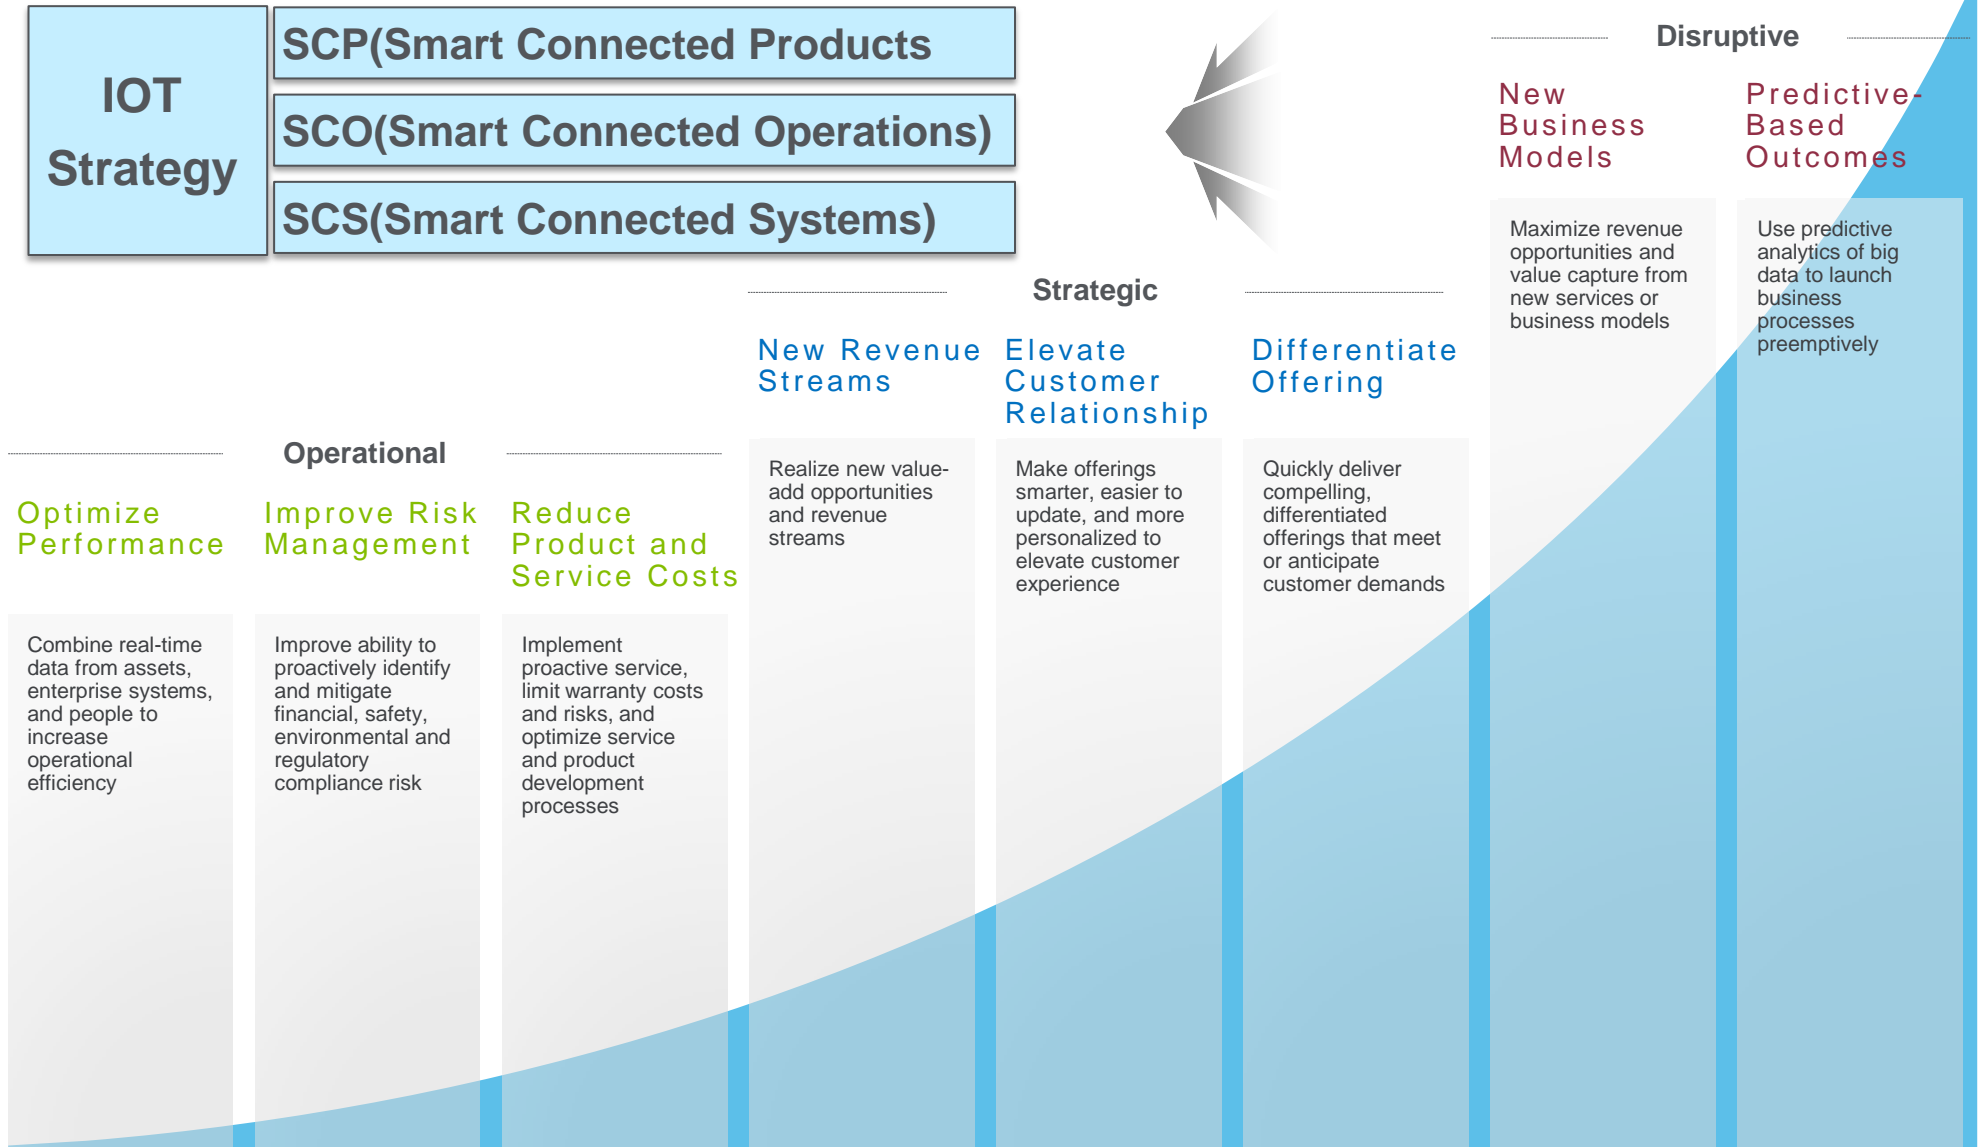 IOT
Strategy
SCP(Smart Connected Products
SCO(Smart Connected Operations)
SCS(Smart Connected Systems)
Disruptive
New
Business
Models
Predictive-
Based
Outcomes
Maximize revenue
opportunities and
value capture from
new services or
business models
Use predictive
analytics of big
data to launch
business
processes
preemptively
Strategic
New Revenue
Streams
Elevate
Customer
Relationship
Differentiate
Offering
Realize new value-
add opportunities
and revenue
streams
Make offerings
smarter, easier to
update, and more
personalized to
elevate customer
experience
Quickly deliver
compelling,
differentiated
offerings that meet
or anticipate
customer demands
Operational
Optimize
Performance
Improve Risk
Management
Reduce
Product and
Service Costs
Combine real-time
data from assets,
enterprise systems,
and people to
increase
operational
efficiency
Improve ability to
proactively identify
and mitigate
financial, safety,
environmental and
regulatory
compliance risk
Implement
proactive service,
limit warranty costs
and risks, and
optimize service
and product
development
processes